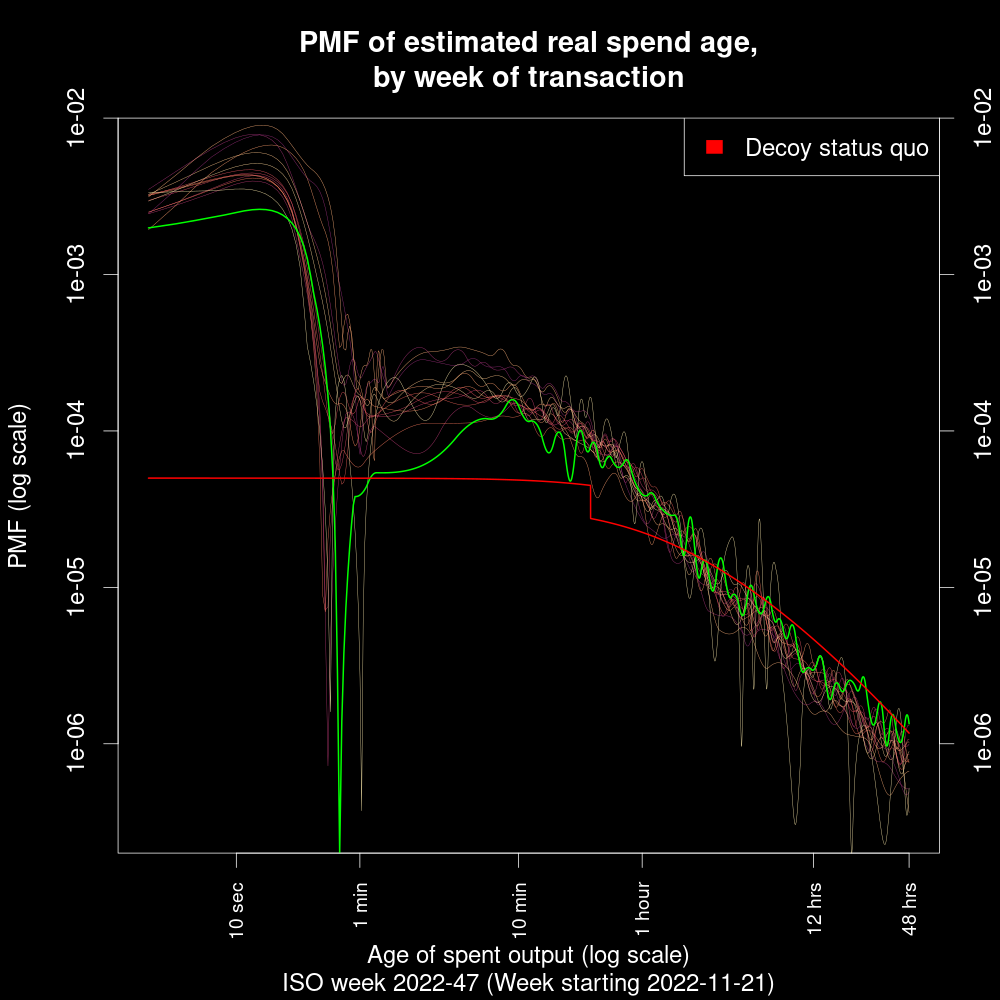 PMF of estimated real spend age,
by week of transaction
Decoy status quo
PMF (log scale)
1e-02
1e-03
1e-04
1e-05
1e-06
1e-02
1e-03
1e-04
1e-05
1e-06
10 sec
1 min
10 min
1 hour
12 hrs
48 hrs
Age of spent output (log scale)
ISO week 2022-47 (Week starting 2022-11-21)